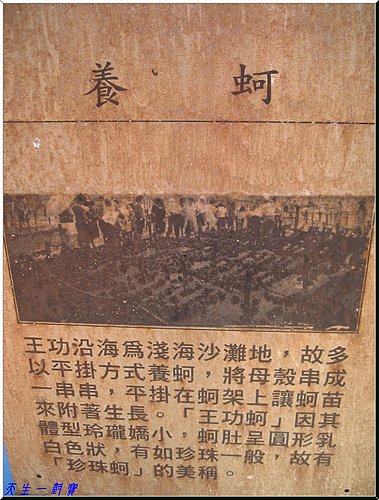 養蚵
王功沿海為淺海沙灘地，故多
以平掛方式養蚵，將母殼串成
一串串，平掛在蚵架上讓蚵苗
來附著生長。「王功蚵」因其
體型玲瓏嬌小，蚵肚呈圓形乳
白色狀，有如珍珠一般，故有
「珍珠蚵」的美稱。
天生一對寶